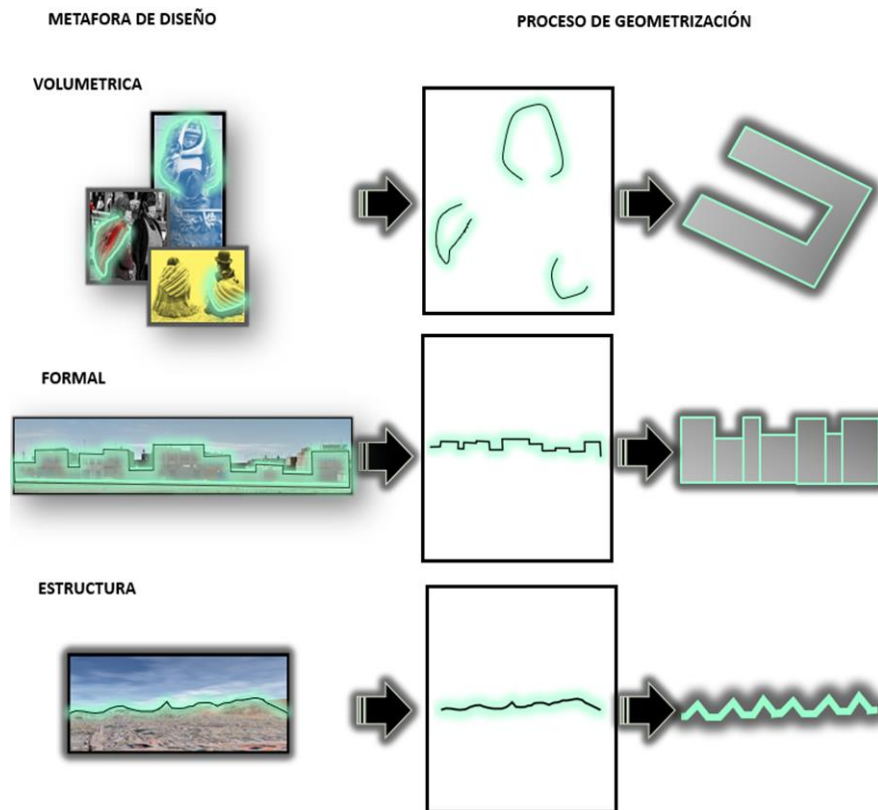 METAFORA DE DISEÑO
PROCESO DE GEOMETRIZACIÓN
VOLUMETRICA
FORMAL
ESTRUCTURA